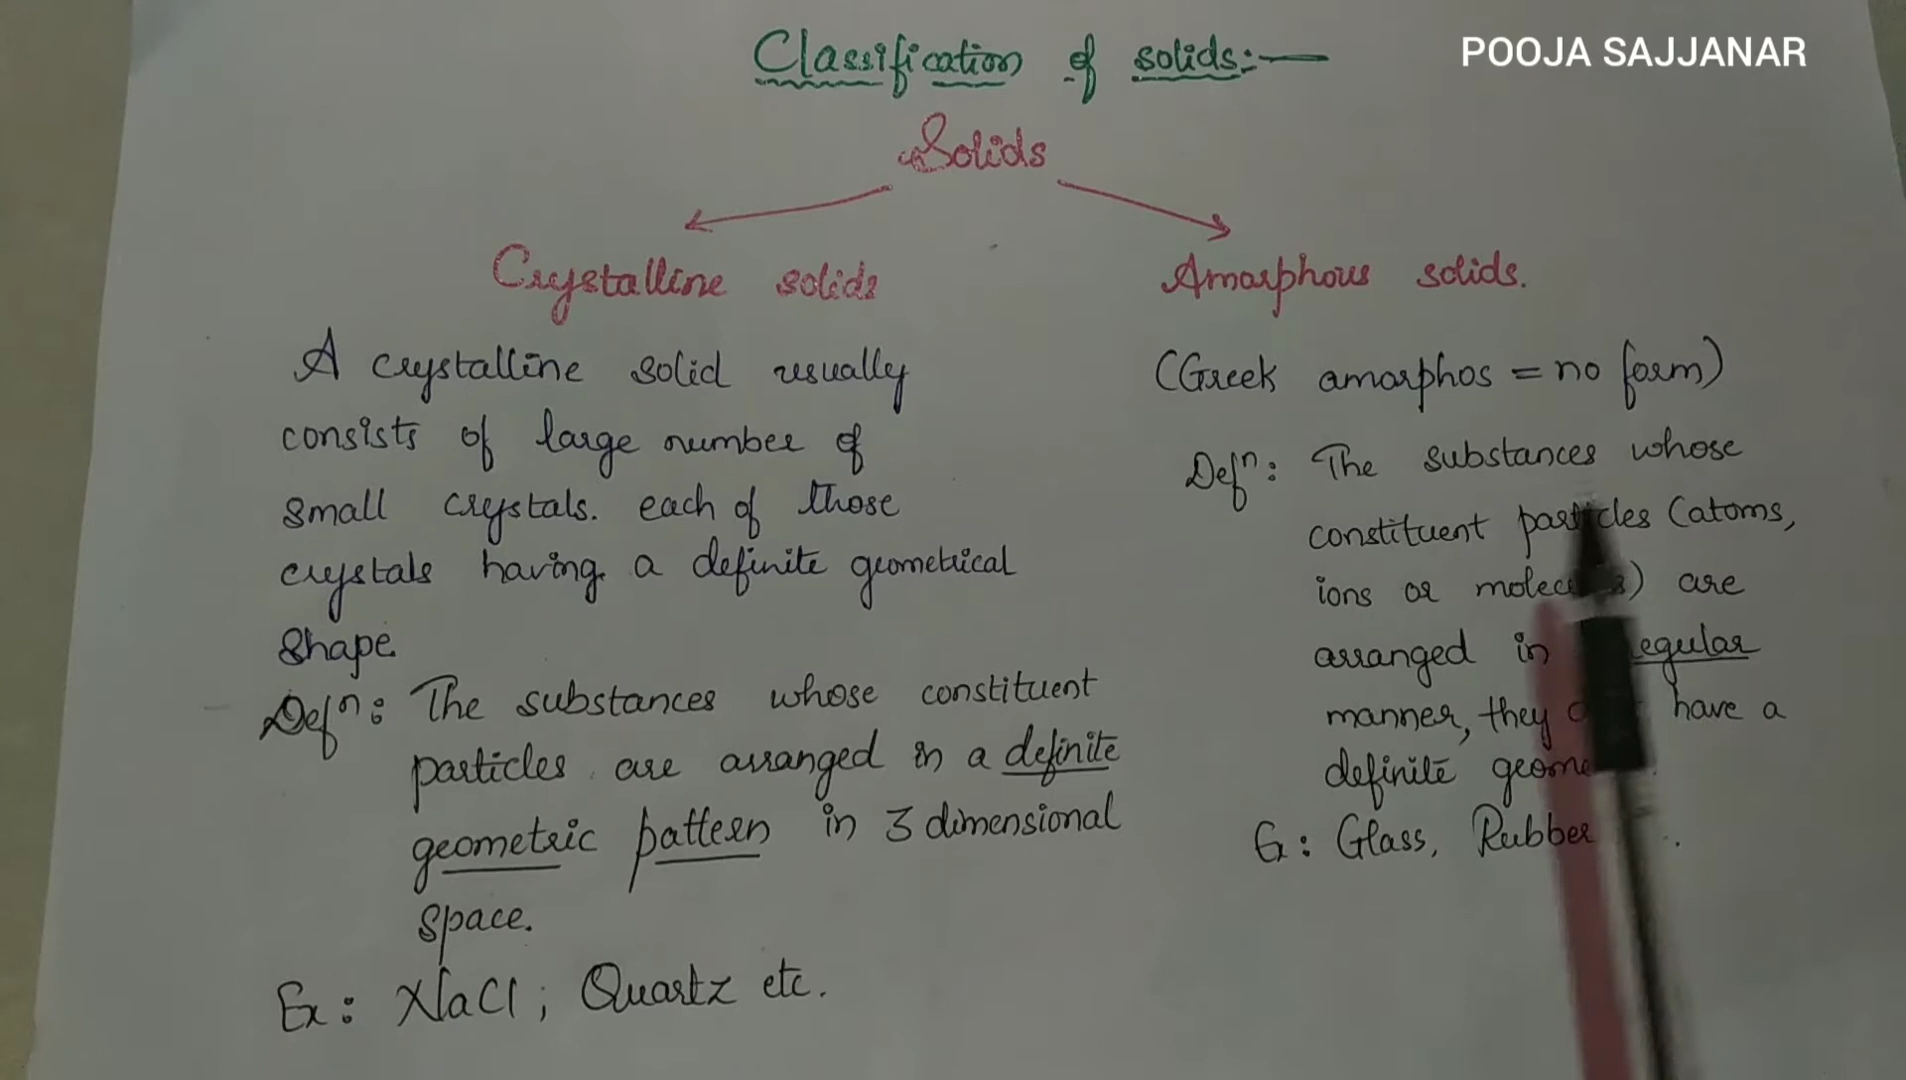 Classification of solids:—
POOJA SAJJANAR
Solids
Crystalline solids
A crystalline solid usually
consists of large number of
small crystals. each of those
crystals having a definite geometrical
shape.
Defⁿ: The substances whose constituent
particles are arranged in a definite
geometric pattern in 3 dimensional
space.
Ex: NaCl; Quartz etc.
Amorphous solids.
(Greek amorphos = no form)
Defⁿ: The substances whose
constituent particles (atoms,
ions or) are
arranged in
manner, they have a
definite
Ex: Glass, Rubber